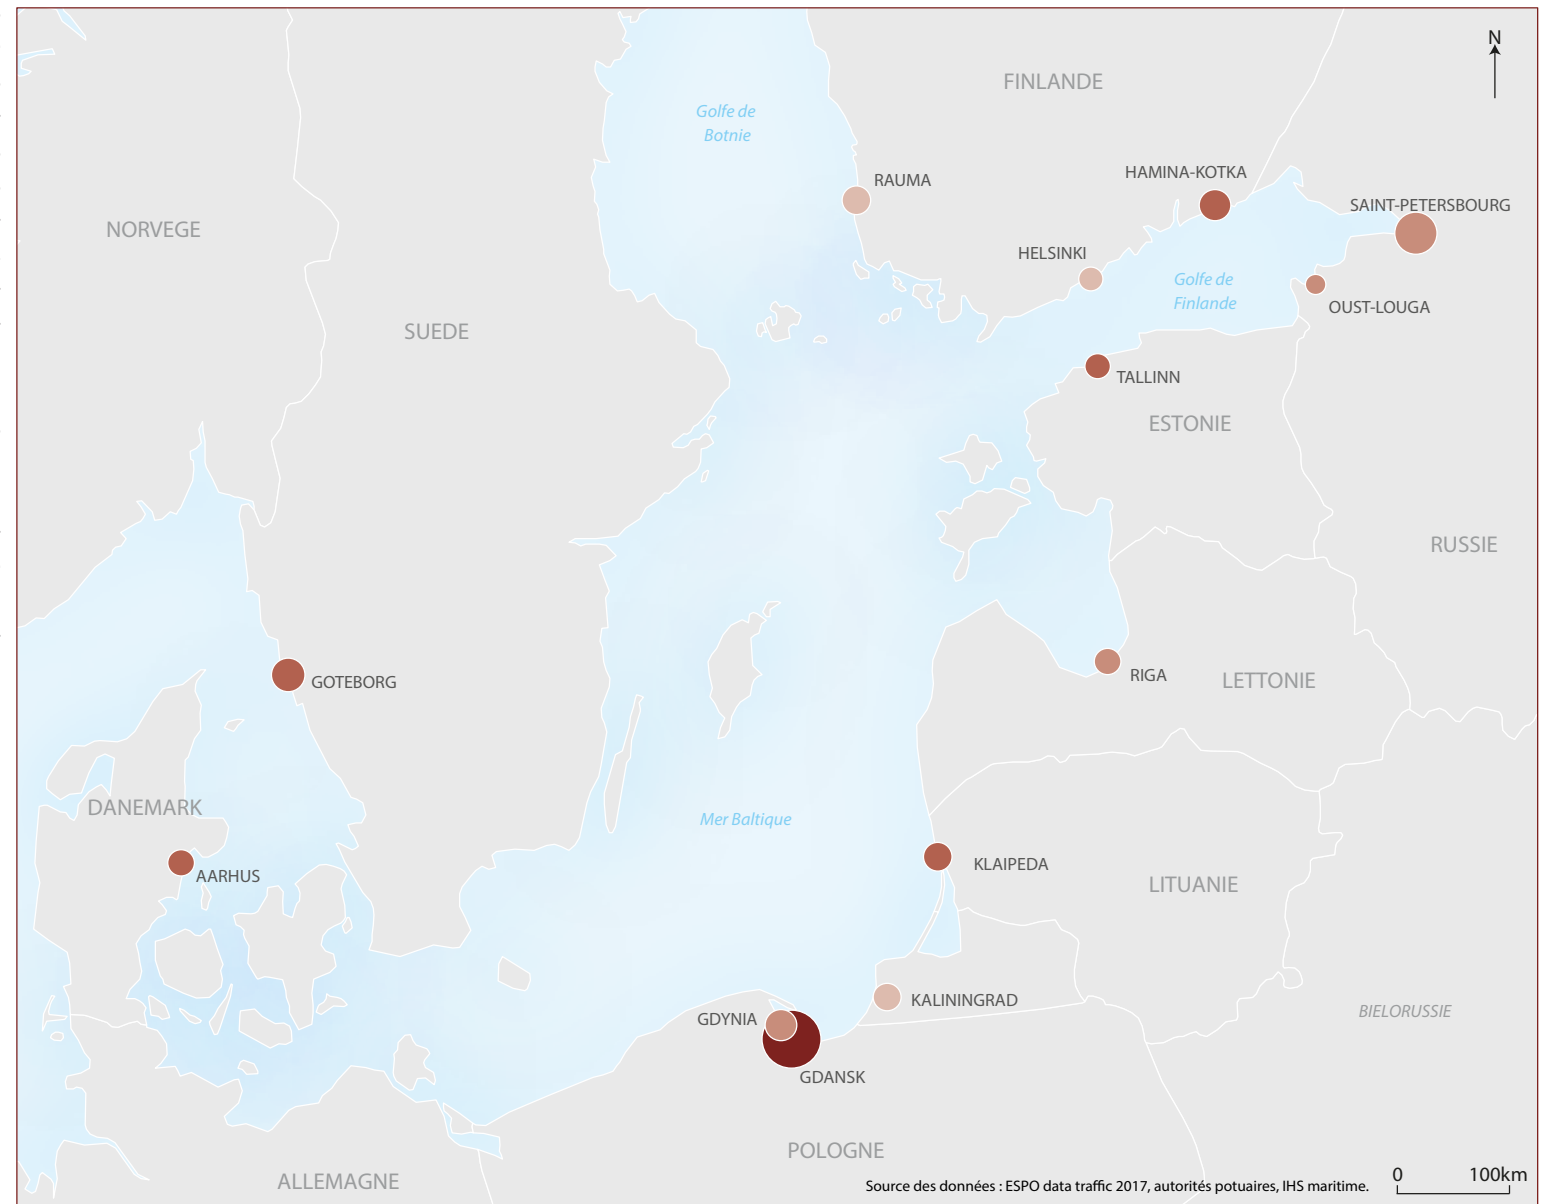 N
FINLANDE
Golfe de
Botnie
HAMINA-KOTKA
RAUMA
SAINT-PETERSBOURG
NORVEGE
HELSINKI
Golfe de
Finlande
OUST-LOUGA
SUEDE
TALLINN
ESTONIE
RUSSIE
RIGA
LETTONIE
GOTEBORG
DANEMARK
Mer Baltique
KLAIPEDA
AARHUS
LITUANIE
KALININGRAD
BIELORUSSIE
GDYNIA
GDANSK
POLOGNE
ALLEMAGNE
0 100km
Source des données : ESPO data traffic 2017, autorités potuaires, IHS maritime.